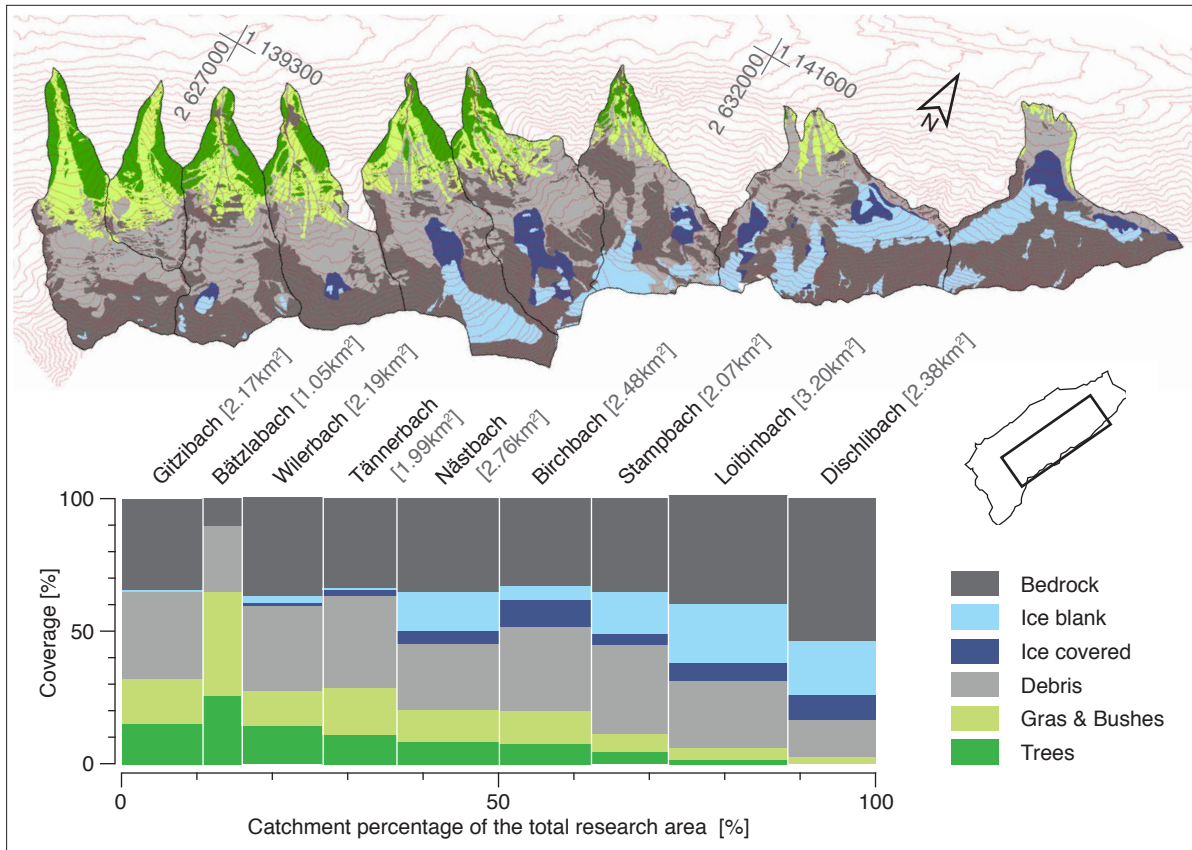 2 627000
1 139300
2 632000
1 141600
N
Gitzibach [2.17km²]
Bätzlabach [1.05km²]
Wilerbach [2.19km²]
Tännerbach
[1.99km²]
Nästbach
[2.76km²]
Birchbach [2.48km²]
Stampbach [2.07km²]
Loibinbach [3.20km²]
Dischlibach [2.38km²]
100
50
0
Coverage [%]
0
50
100
Catchment percentage of the total research area [%]
Bedrock
Ice blank
Ice covered
Debris
Gras & Bushes
Trees